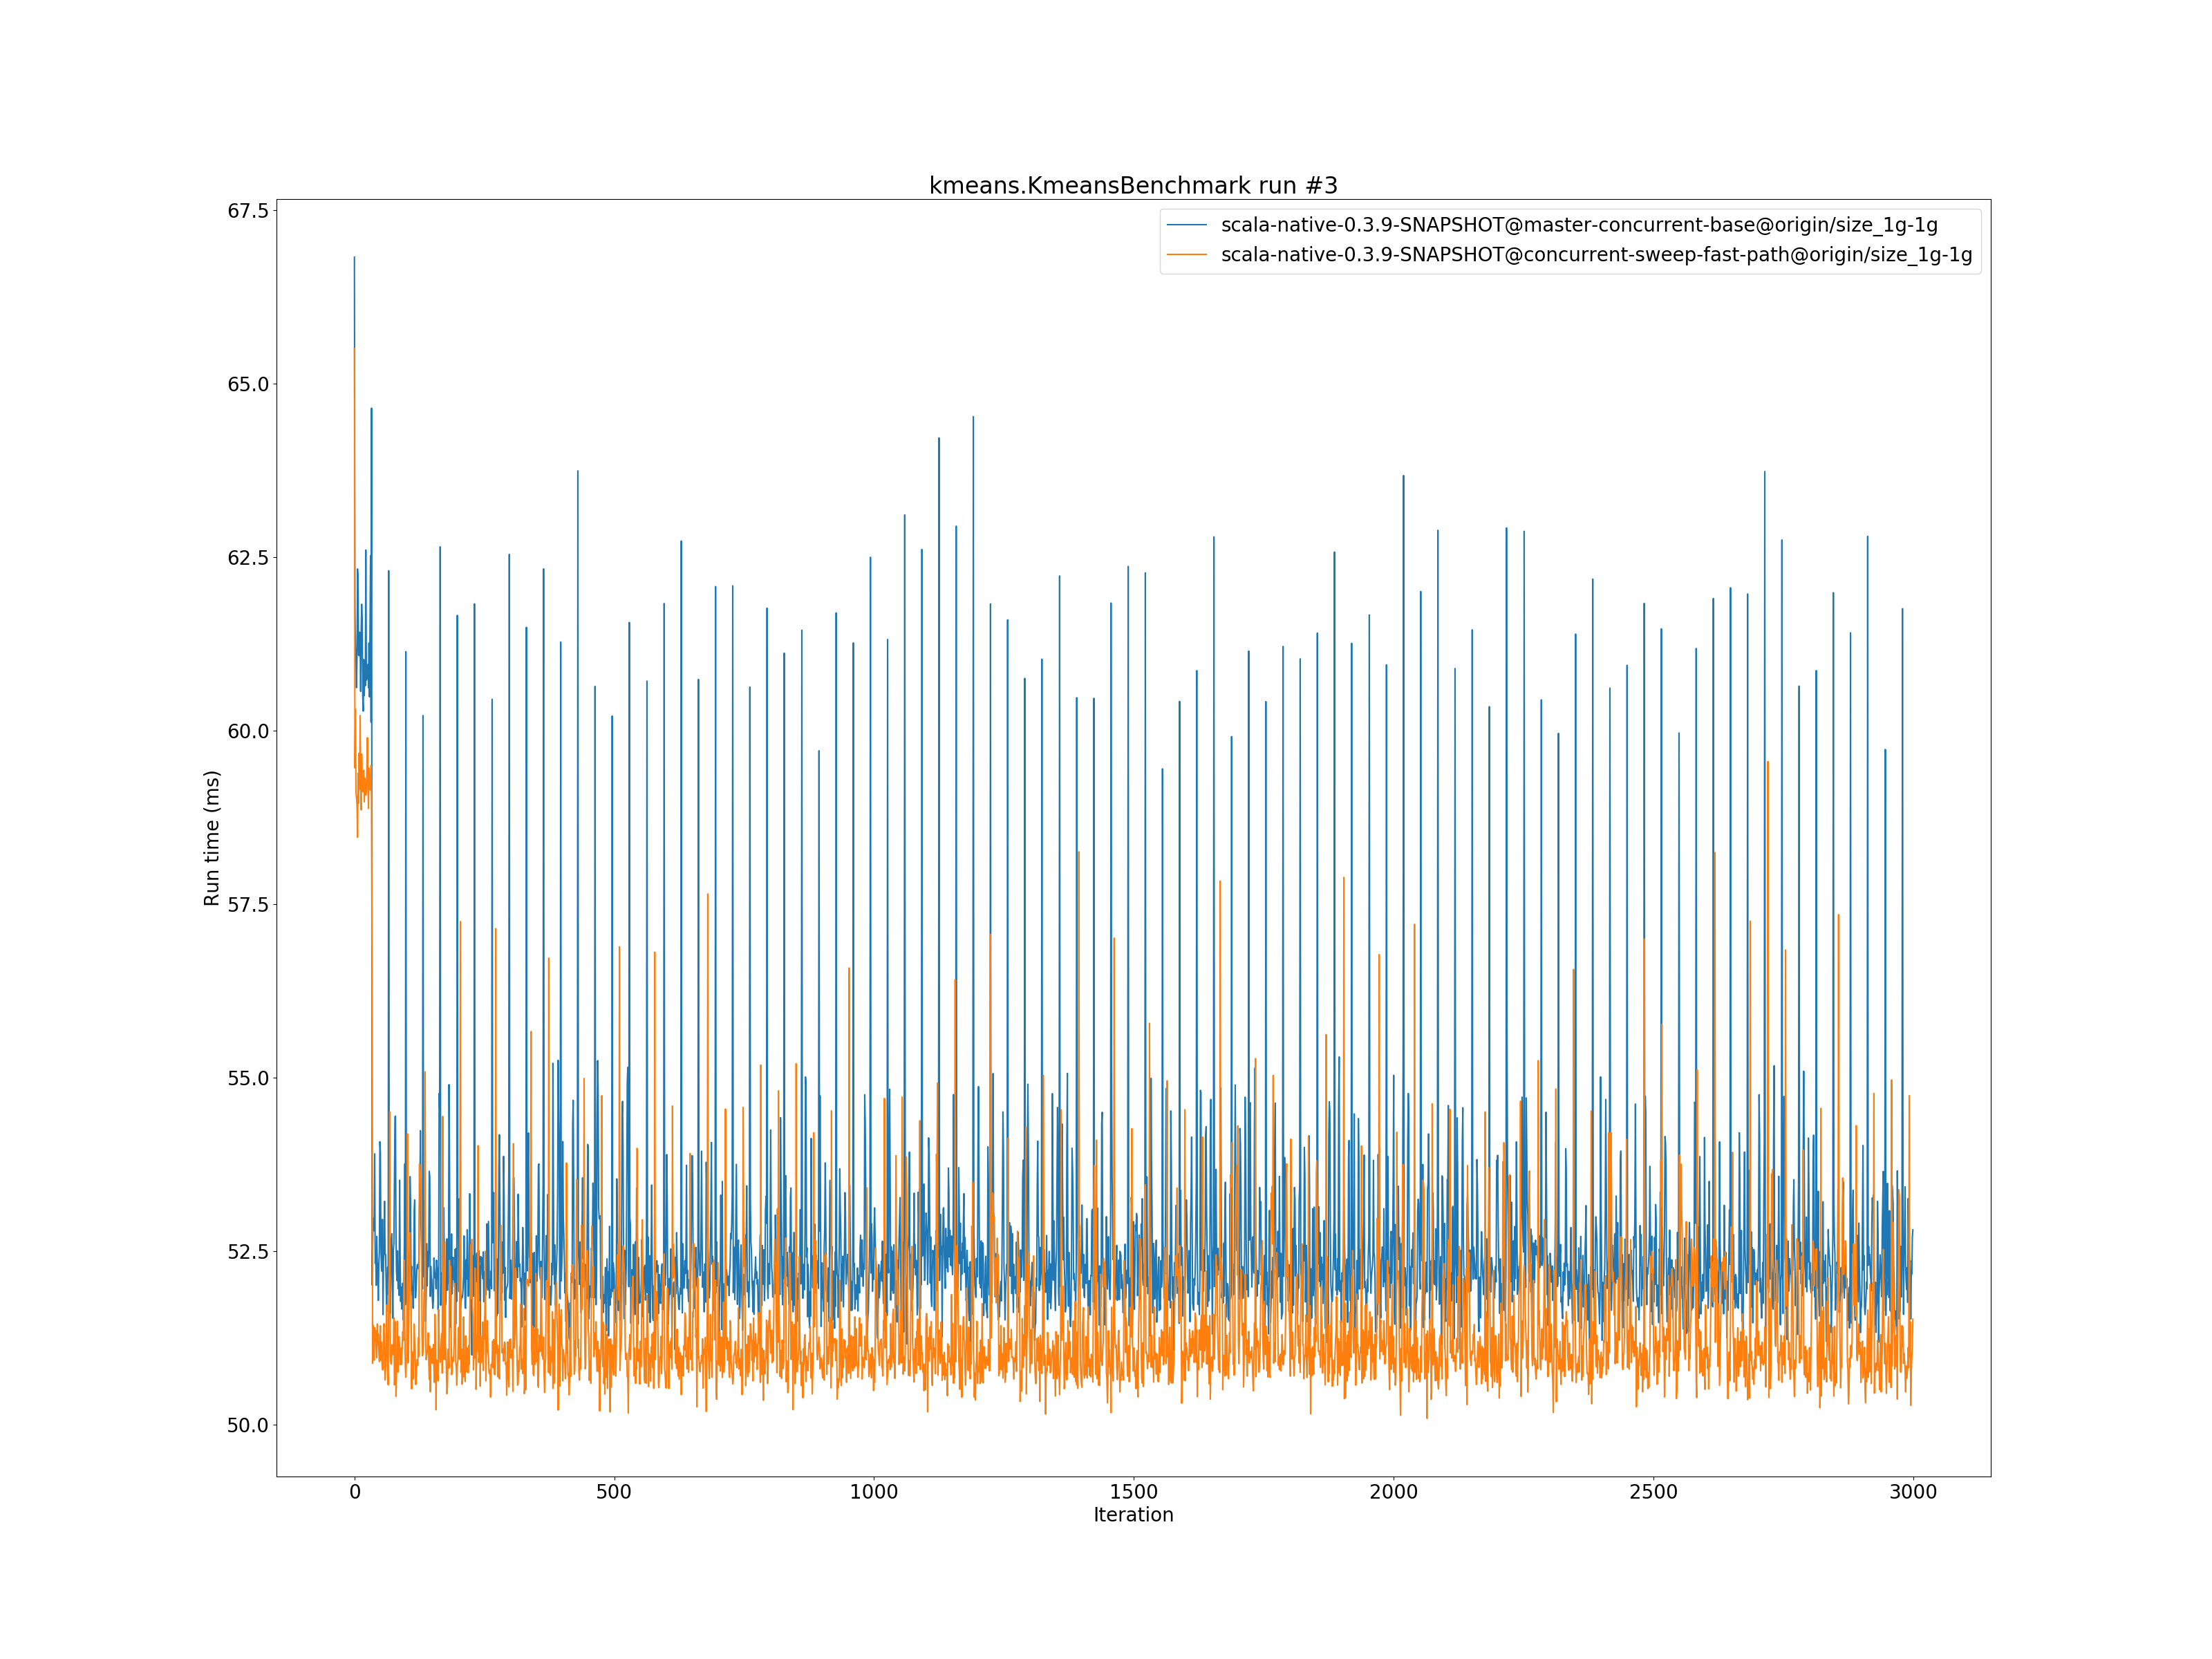 kmeans.KmeansBenchmark run #3
scala-native-0.3.9-SNAPSHOT@master-concurrent-base@origin/size_1g-1g
scala-native-0.3.9-SNAPSHOT@concurrent-sweep-fast-path@origin/size_1g-1g
67.5
65.0
62.5
60.0
57.5
55.0
52.5
50.0
Run time (ms)
0 500 1000 1500 2000 2500 3000
Iteration